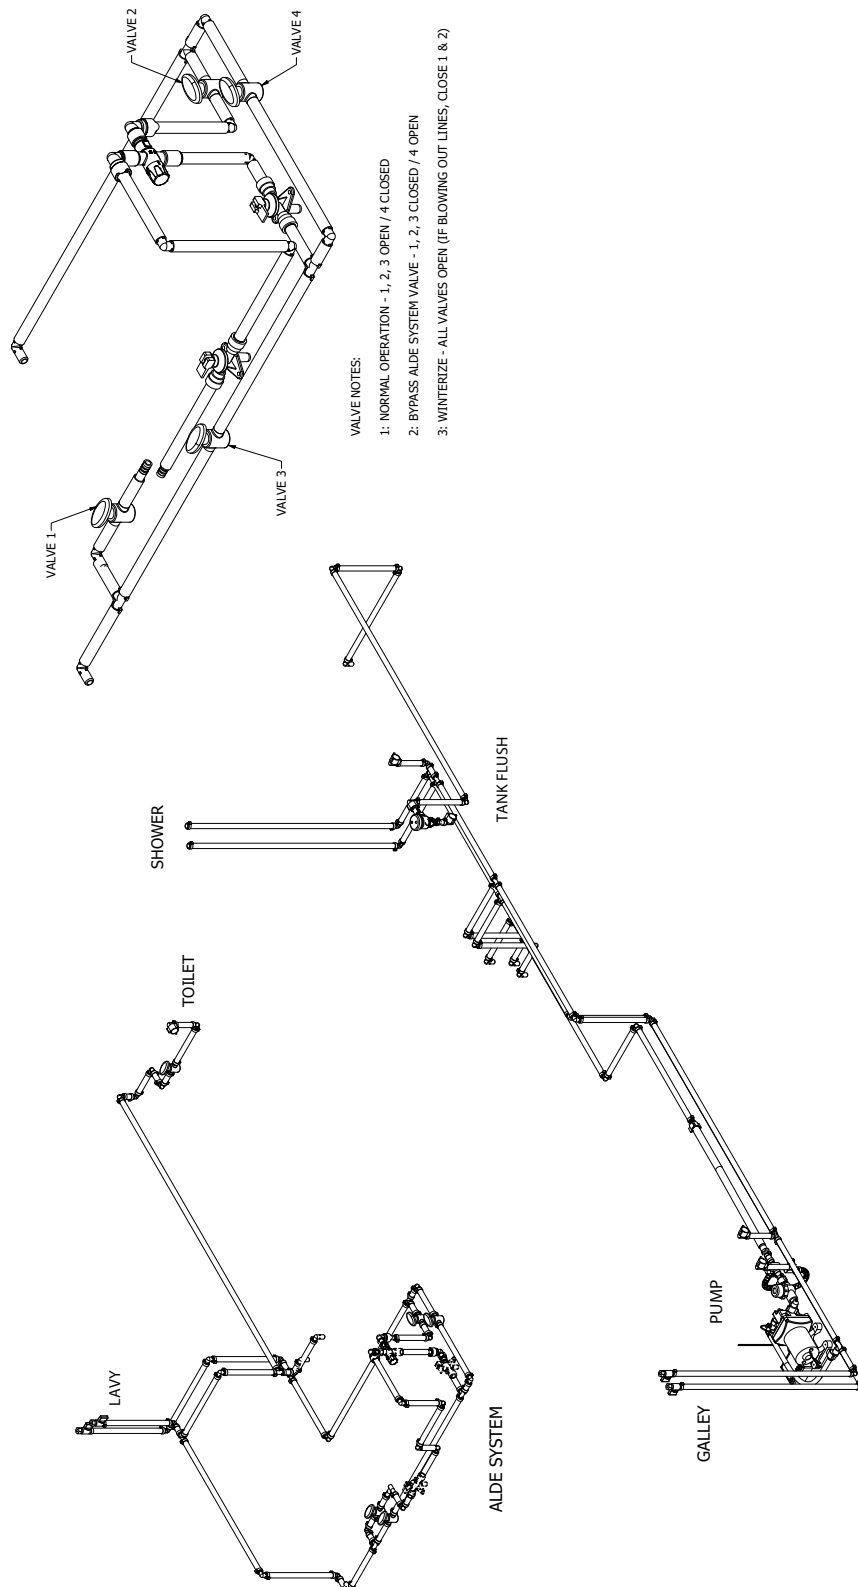 VALVE 1
VALVE 2
VALVE 3
VALVE 4
VALVE NOTES:
1: NORMAL OPERATION - 1, 2, 3 OPEN / 4 CLOSED
2: BYPASS ALDE SYSTEM VALVE - 1, 2, 3 CLOSED / 4 OPEN
3: WINTERIZE - ALL VALVES OPEN (IF BLOWING OUT LINES, CLOSE 1 & 2)
LAVY
TOILET
SHOWER
ALDE SYSTEM
TANK FLUSH
GALLEY
PUMP